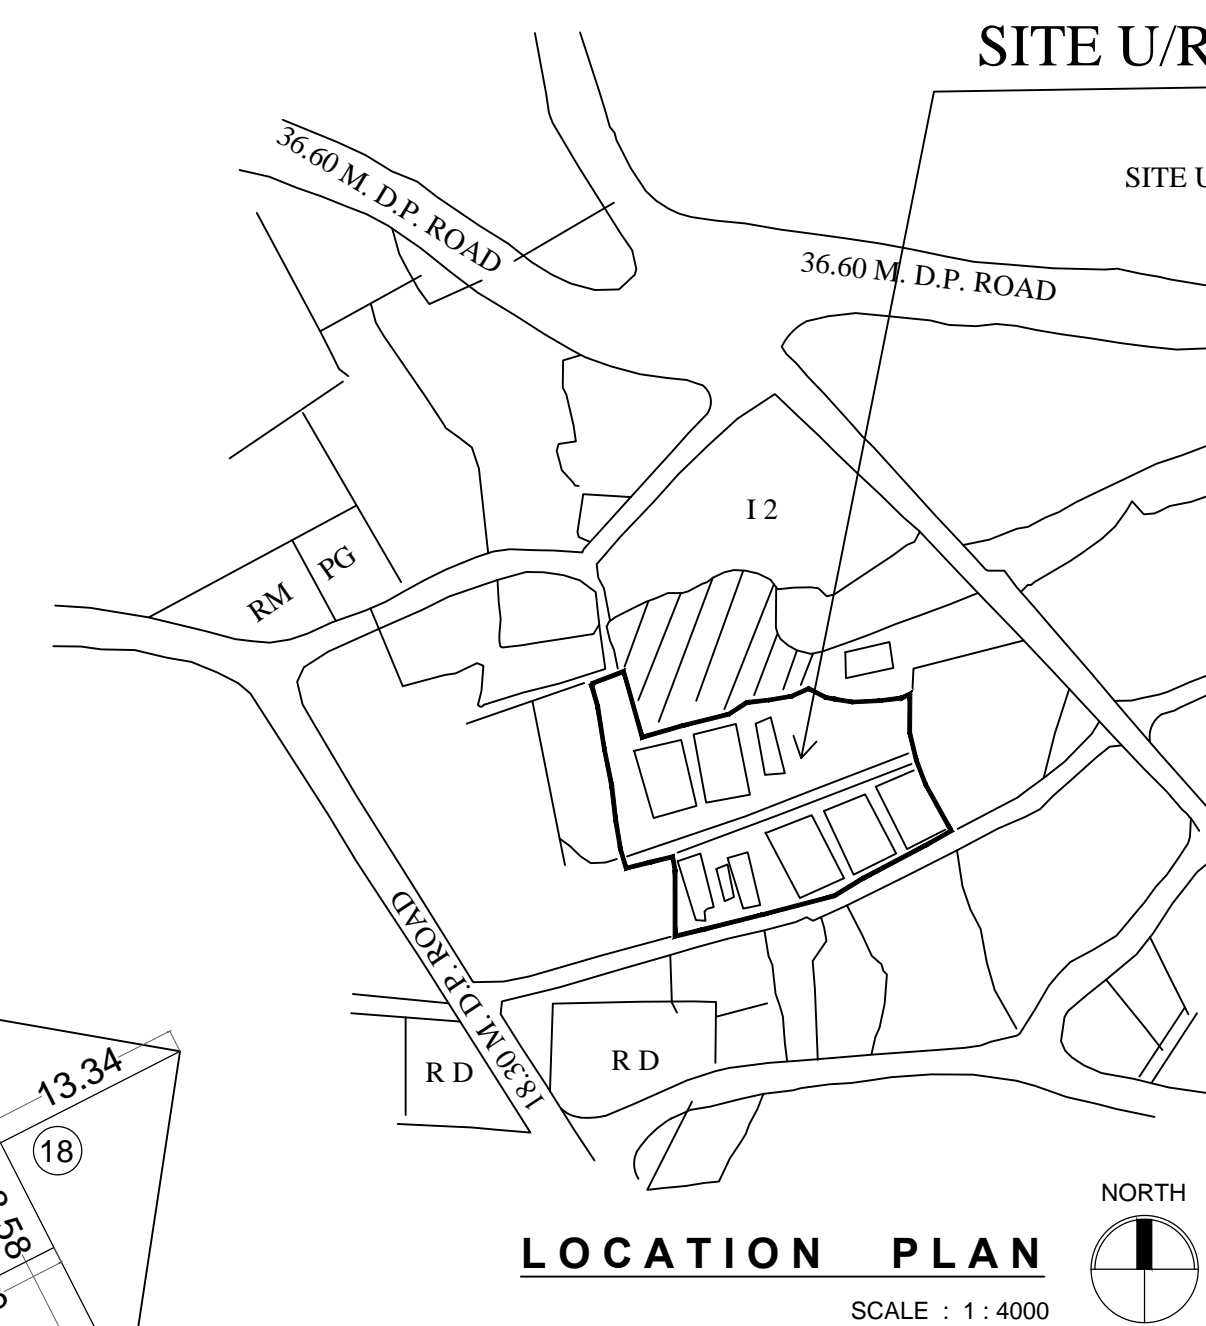 SITE U/R
SITE U
36.60 M. D.P. ROAD
36.60 M. D.P. ROAD
I 2
PG
RM
18.30 M. D.P. ROAD
R D
R D
13.34
18
.58
NORTH
LOCATION PLAN
SCALE : 1 : 4000